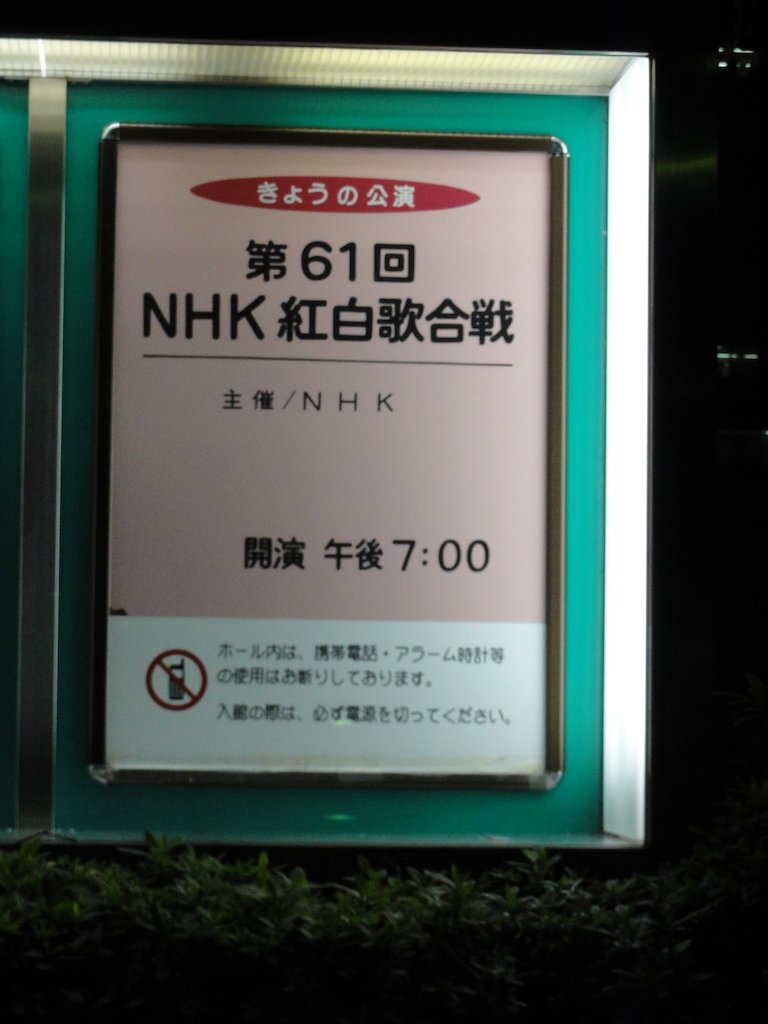 きょうの公演
第61回
NHK紅白歌合戦
主催/NHK
開演 午後7:00
ホール内は、携帯電話・アラーム時計等
の使用はお断りしております。
入館の際は、必ず電源を切ってください。